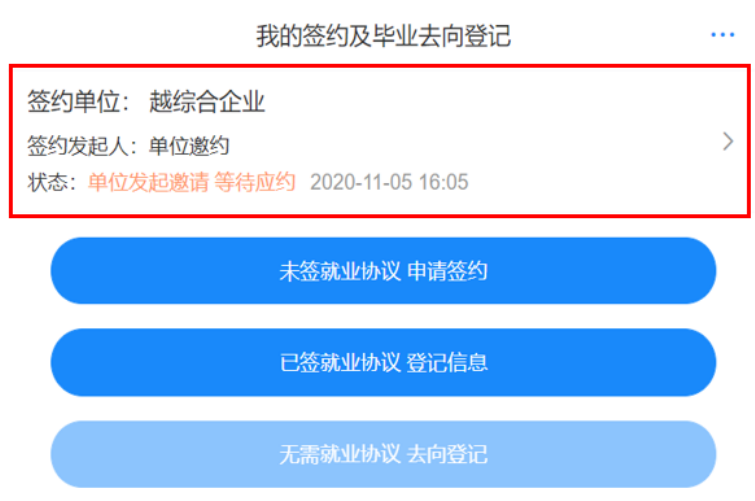 我的签约及毕业去向登记
签约单位： 越综合企业
签约发起人：单位邀约
状态：单位发起邀请 等待应约 2020-11-05 16:05
未签就业协议 申请签约
已签就业协议 登记信息
无需就业协议 去向登记